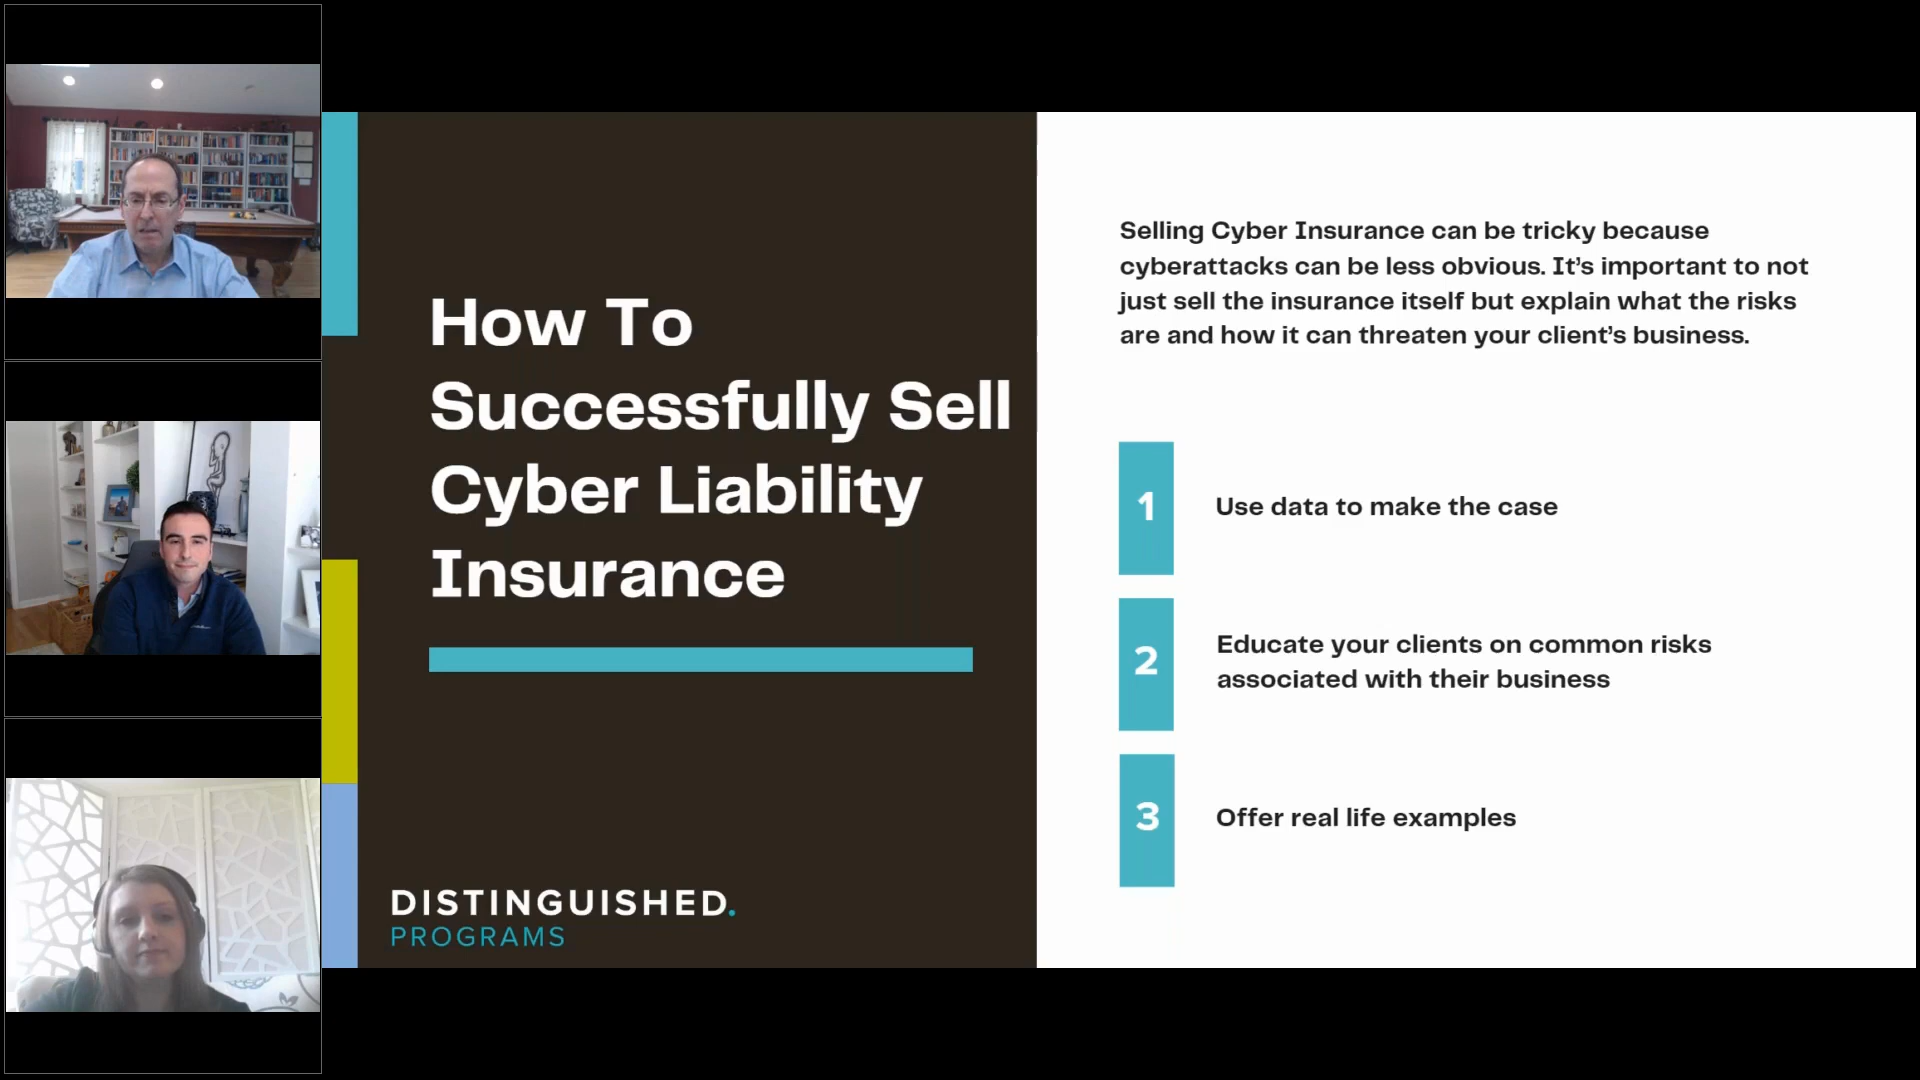 How To
Successfully Sell
Cyber Liability
Insurance
DISTINGUISHED.
PROGRAMS
Selling Cyber Insurance can be tricky because
cyberattacks can be less obvious. It's important to not
just sell the insurance itself but explain what the risks
are and how it can threaten your client's business.
1 Use data to make the case
2 Educate your clients on common risks
associated with their business
3 Offer real life examples